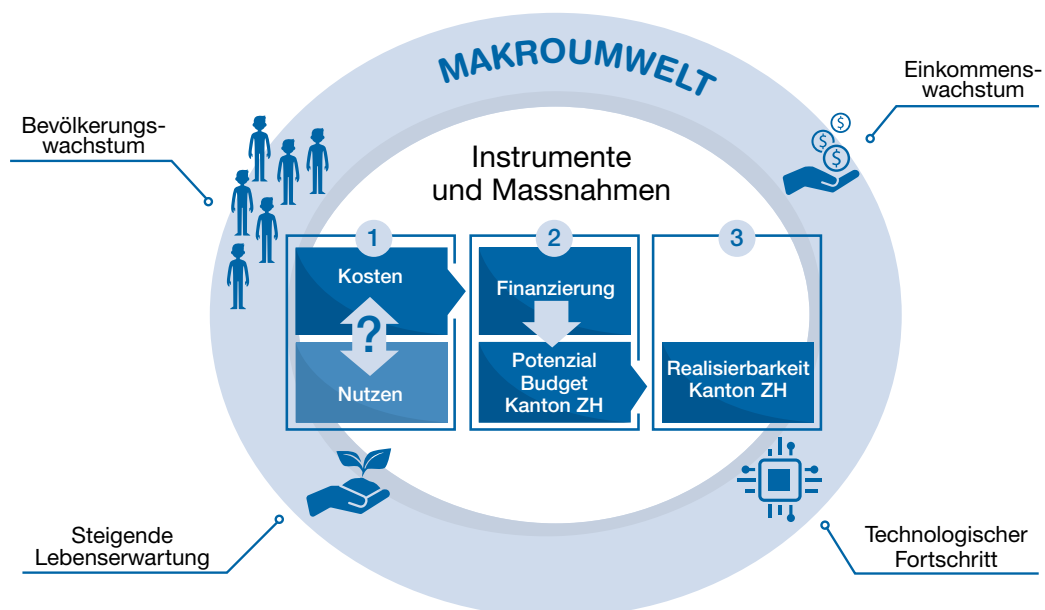 MAKROUMWELT
Einkommens-
wachstum
Bevölkerungs-
wachstum
Instrumente
und Massnahmen
1
Kosten
?
Nutzen
2
Finanzierung
Potenzial
Budget
Kanton ZH
3
Realisierbarkeit
Kanton ZH
Steigende
Lebenserwartung
Technologischer
Fortschritt
$
$
$